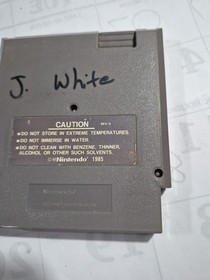 J. White
CAUTION
•DO NOT STORE IN EXTREME TEMPERATURES.
•DO NOT IMMERSE IN WATER.
•DO NOT CLEAN WITH BENZENE, THINNER,
ALCOHOL OR OTHER SUCH SOLVENTS.
©Nintendo® 1985